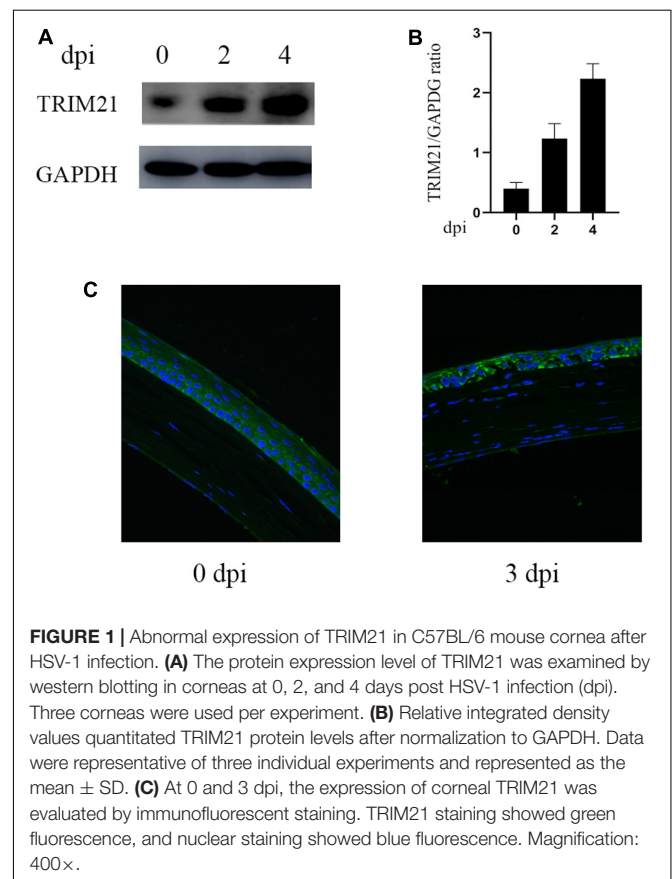 A
dpi 0 2 4
TRIM21
GAPDH
B
TRIM21/GAPDG ratio
3
2
1
0
dpi 0 2 4
C
0 dpi
3 dpi
FIGURE 1 | Abnormal expression of TRIM21 in C57BL/6 mouse cornea after
HSV-1 infection. (A) The protein expression level of TRIM21 was examined by
western blotting in corneas at 0, 2, and 4 days post HSV-1 infection (dpi).
Three corneas were used per experiment. (B) Relative integrated density
values quantitated TRIM21 protein levels after normalization to GAPDH. Data
were representative of three individual experiments and represented as the
mean ± SD. (C) At 0 and 3 dpi, the expression of corneal TRIM21 was
evaluated by immunofluorescent staining. TRIM21 staining showed green
fluorescence, and nuclear staining showed blue fluorescence. Magnification:
400×.